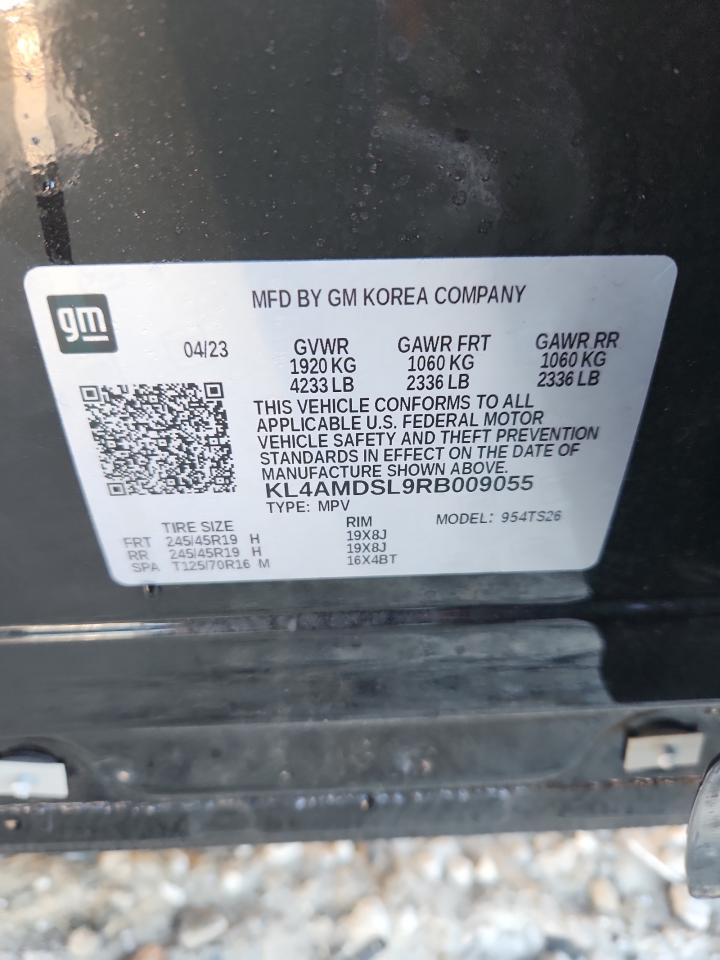 gm
MFD BY GM KOREA COMPANY
04/23
GVWR GAWR FRT GAWR RR
1920 KG 1060 KG 1060 KG
4233 LB 2336 LB 2336 LB
THIS VEHICLE CONFORMS TO ALL
APPLICABLE U.S. FEDERAL MOTOR
VEHICLE SAFETY AND THEFT PREVENTION
STANDARDS IN EFFECT ON THE DATE OF
MANUFACTURE SHOWN ABOVE.
KL4AMDSL9RB009055
TYPE: MPV MODEL: 954TS26
TIRE SIZE RIM
FRT 245/45R19 H 19X8J
RR 245/45R19 H 19X8J
SPA T125/70R16 M 16X4BT